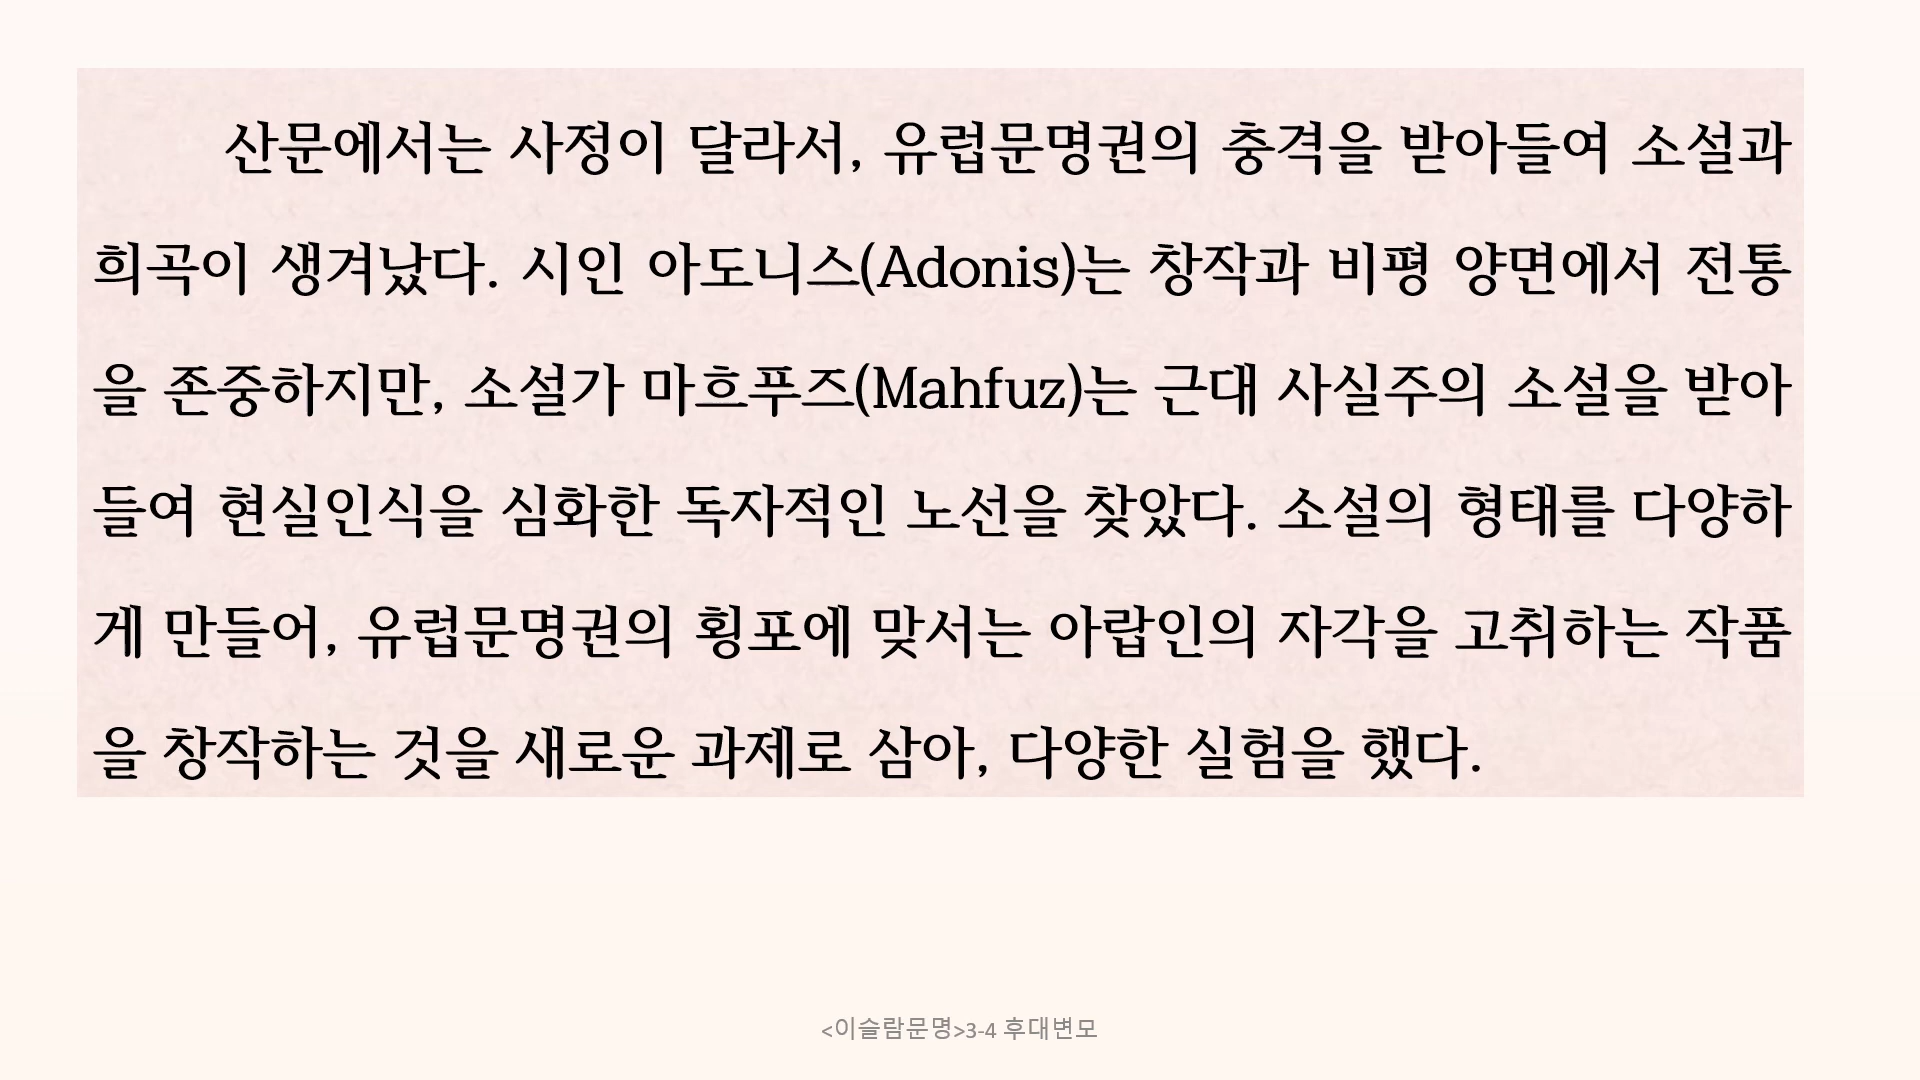 산문에서는 사정이 달라서, 유럽문명권의 충격을 받아들여 소설과
희곡이 생겨났다. 시인 아도니스(Adonis)는 창작과 비평 양면에서 전통
을 존중하지만, 소설가 마흐푸즈(Mahfuz)는 근대 사실주의 소설을 받아
들여 현실인식을 심화한 독자적인 노선을 찾았다. 소설의 형태를 다양하
게 만들어, 유럽문명권의 횡포에 맞서는 아랍인의 자각을 고취하는 작품
을 창작하는 것을 새로운 과제로 삼아, 다양한 실험을 했다.
<이슬람문명>3-4 후대변모